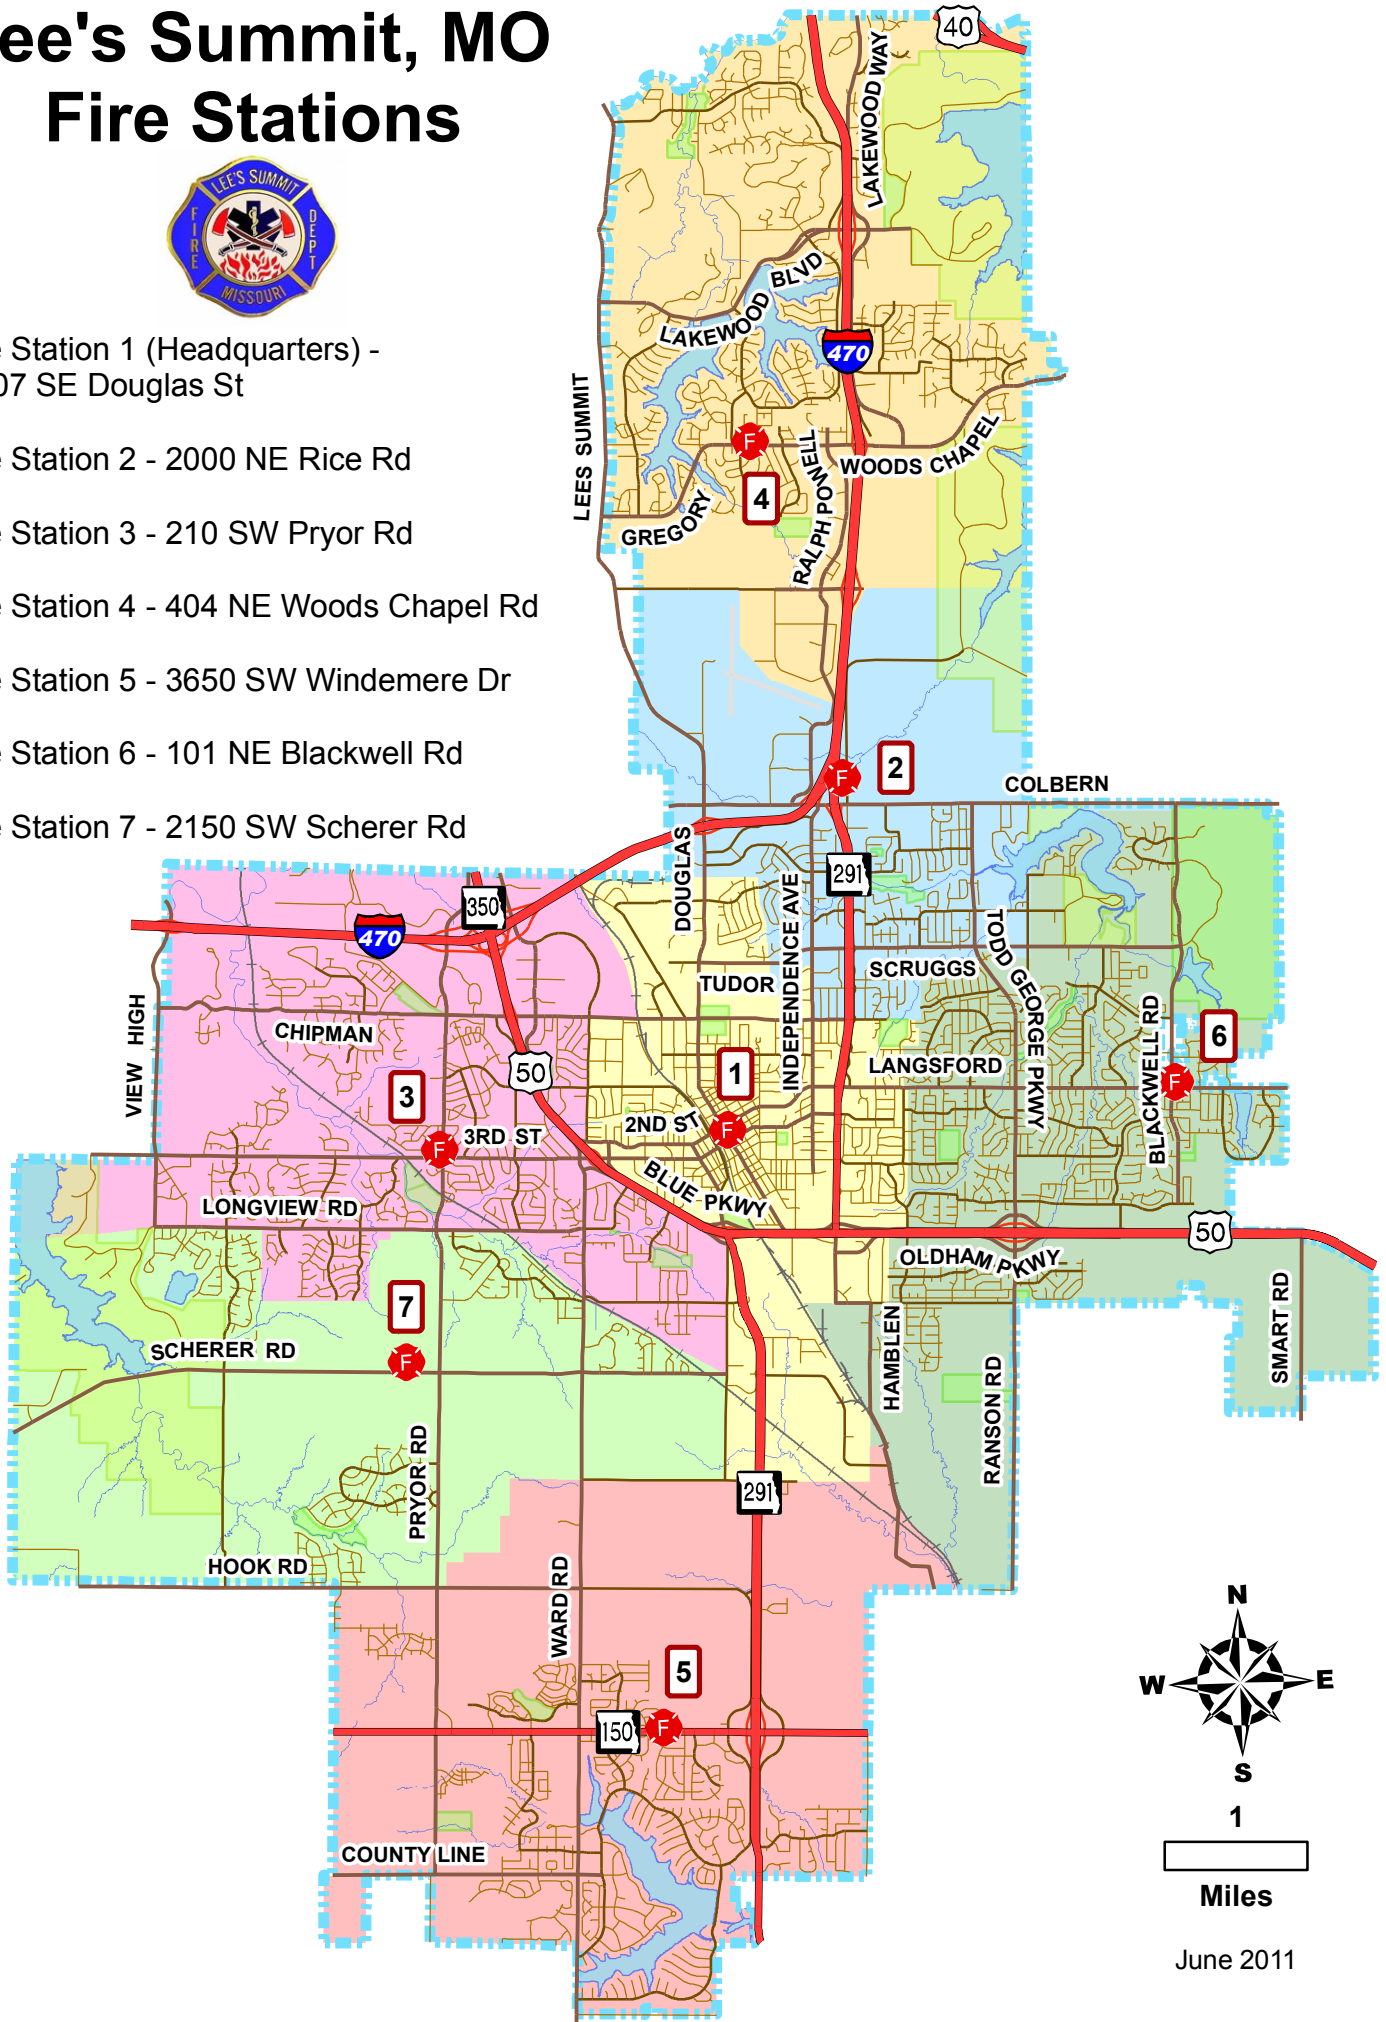 ee's Summit, MO
Fire Stations
LEE'S SUMMIT
FIRE
DEPT
MISSOURI
e Station 1 (Headquarters) -
07 SE Douglas St
e Station 2 - 2000 NE Rice Rd
e Station 3 - 210 SW Pryor Rd
e Station 4 - 404 NE Woods Chapel Rd
e Station 5 - 3650 SW Windemere Dr
e Station 6 - 101 NE Blackwell Rd
e Station 7 - 2150 SW Scherer Rd
40
LAKEWOOD WAY
LAKEWOOD BLVD
470
LEES SUMMIT
F
4
GREGORY
RALPH POWELL
WOODS CHAPEL
F
2
COLBERN
DOUGLAS
291
INDEPENDENCE AVE
350
470
TUDOR
SCRUGGS
TODD GEORGE PKWY
VIEW HIGH
CHIPMAN
50
1
LANGSFORD
BLACKWELL RD
6
F
3
F
3RD ST
2ND ST
F
BLUE PKWY
LONGVIEW RD
50
OLDHAM PKWY
7
F
SCHERER RD
HAMBLEN
RANSON RD
SMART RD
PRYOR RD
291
HOOK RD
WARD RD
5
150
F
COUNTY LINE
N
W
E
S
1
Miles
June 2011